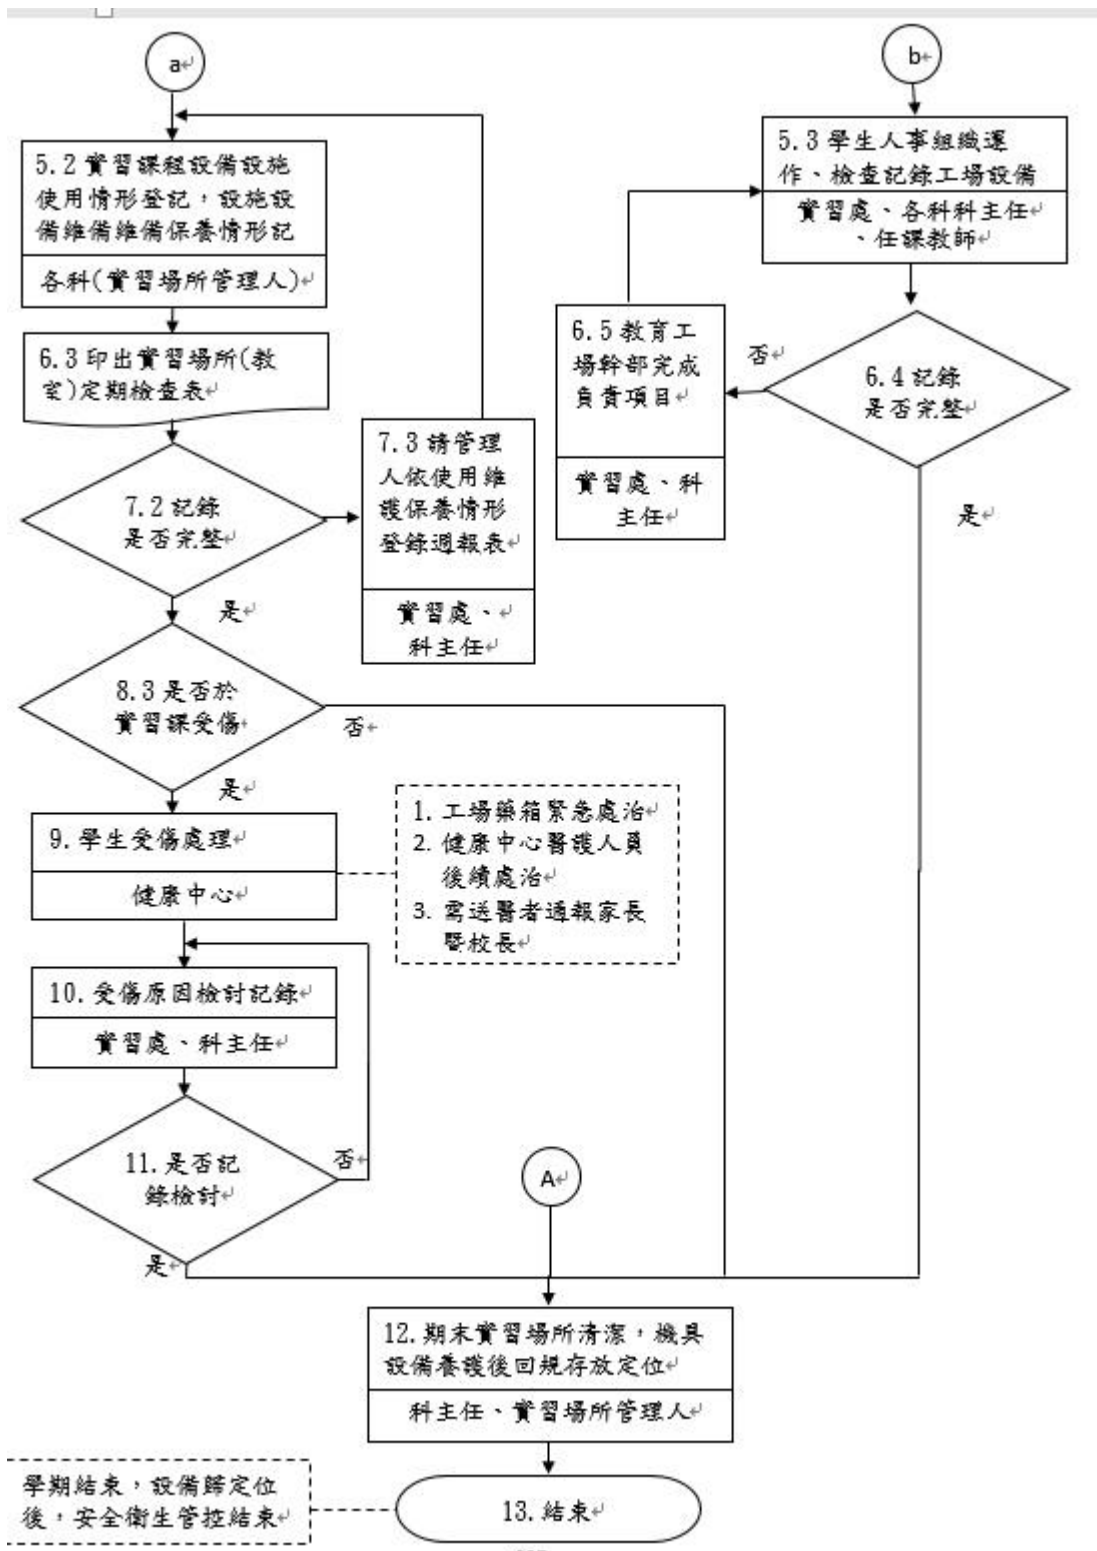 a
b
5.2 實習課程設備設施
使用情形登記，設施設
備維備維備保養情形記
各科(實習場所管理人)
5.3 學生人事組織運
作、檢查記錄工場設備
實習處、各科科主任
、任課教師
6.3 印出實習場所(教
室)定期檢查表
6.5 教育工
場幹部完成
負責項目
實習處、科
主任
否
6.4 記錄
是否完整
是
7.2 記錄
是否完整
是
7.3 請管理
人依使用維
護保養情形
登錄週報表
實習處、
科主任
8.3 是否於
實習課受傷
否
是
9. 學生受傷處理
健康中心
1. 工場藥箱緊急處治
2. 健康中心醫護人員
後續處治
3. 需送醫者通報家長
暨校長
10. 受傷原因檢討記錄
實習處、科主任
11. 是否記
錄檢討
否
是
A
12. 期末實習場所清潔，機具
設備養護後回規存放定位
科主任、實習場所管理人
學期結束，設備歸定位
後，安全衛生管控結束
13. 結束